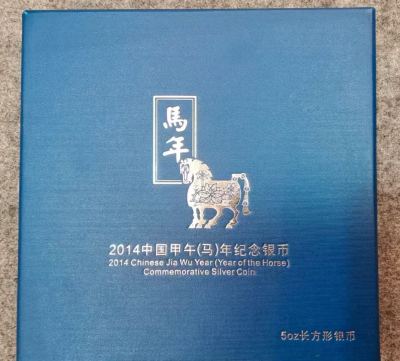 馬年
2014中国甲午(马)年纪念银币
2014 Chinese Jia Wu Year (Year of the Horse)
Commemorative Silver Coin
5oz长方形银币